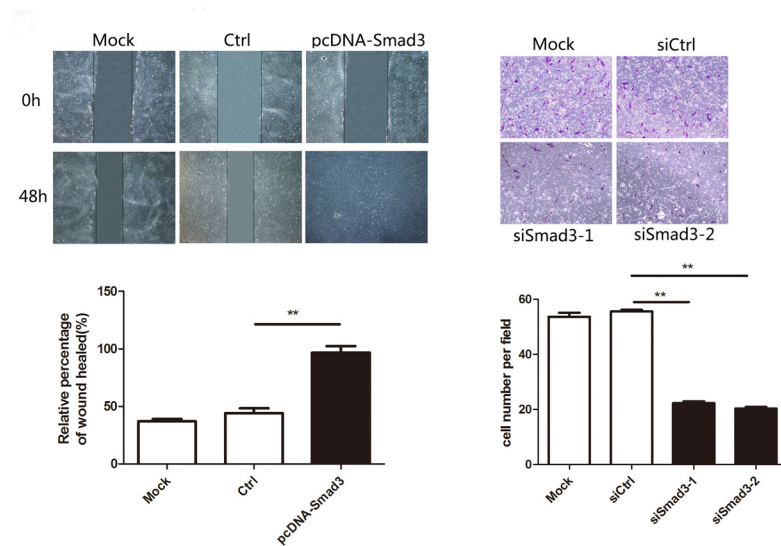 Mock Ctrl pcDNA-Smad3
0h
48h
Mock siCtrl
siSmad3-1 siSmad3-2
Relative percentage
of wound healed(%)
150
100
50
0
**
Mock Ctrl pcDNA-Smad3
cell number per field
60
40
20
0
**
**
Mock siCtrl siSmad3-1 siSmad3-2